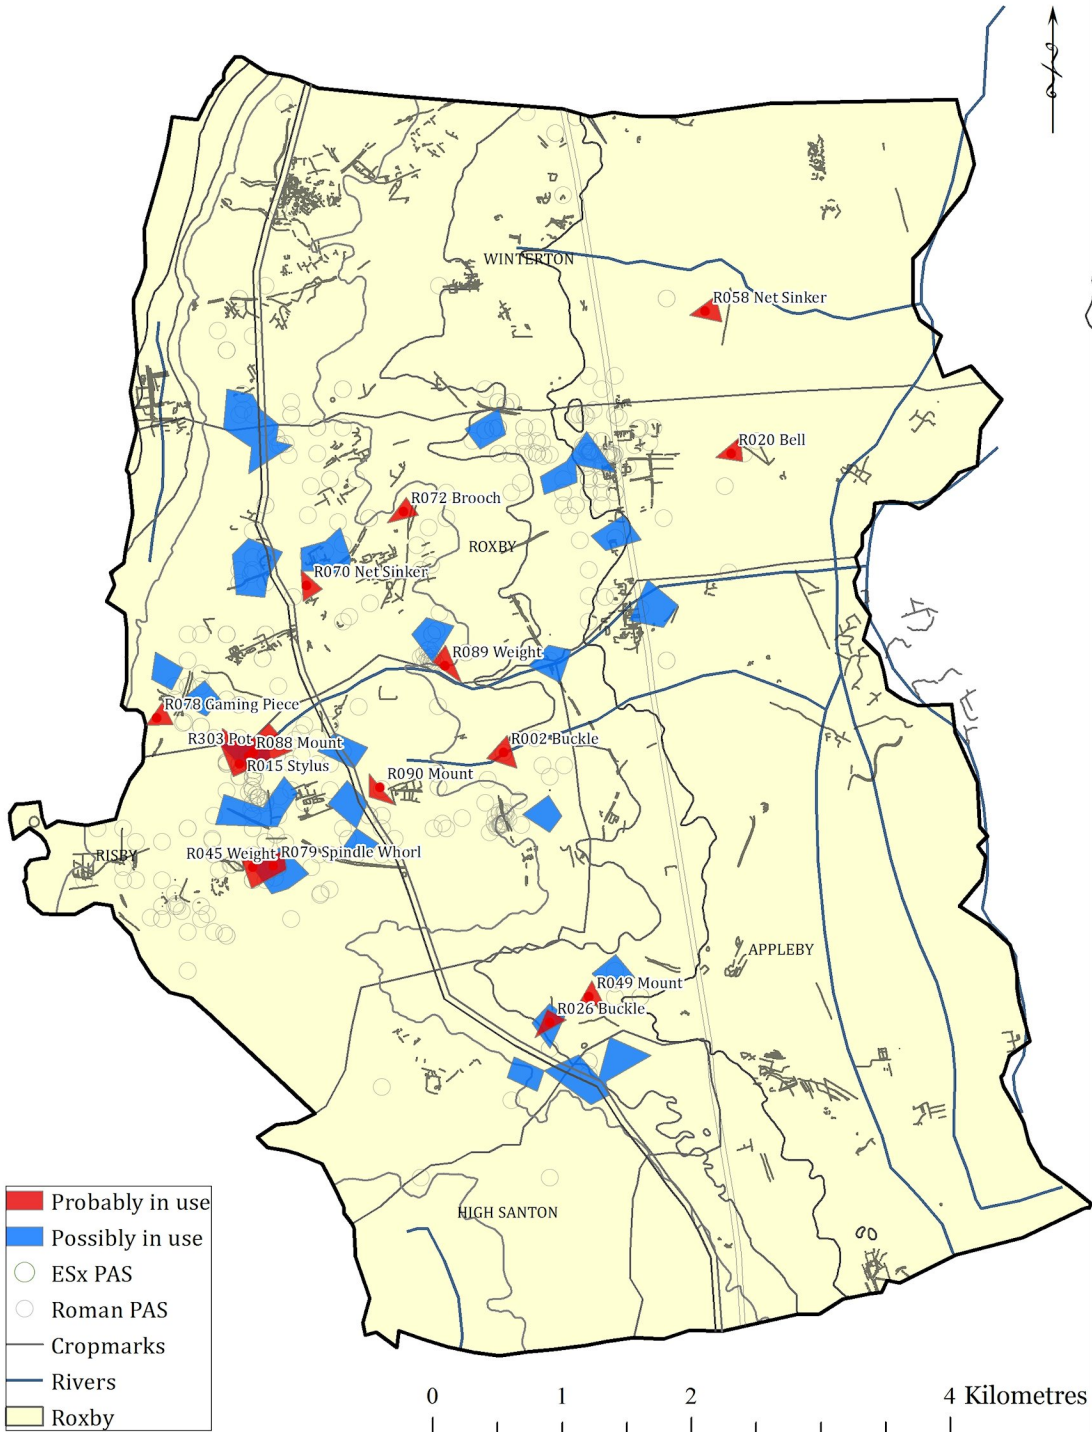 WINTERTON
R058 Net Sinker
R020 Bell
R072 Brooch
ROXBY
R070 Net Sinker
R089 Weight
R078 Gaming Piece
R303 Pot
R088 Mount
R002 Buckle
R015 Stylus
R090 Mount
RISBY
R045 Weight
R079 Spindle Whorl
APPLEBY
R049 Mount
R026 Buckle
HIGH SANTON
Probably in use
Possibly in use
ESx PAS
Roman PAS
Cropmarks
Rivers
Roxby
0 1 2 4 Kilometres